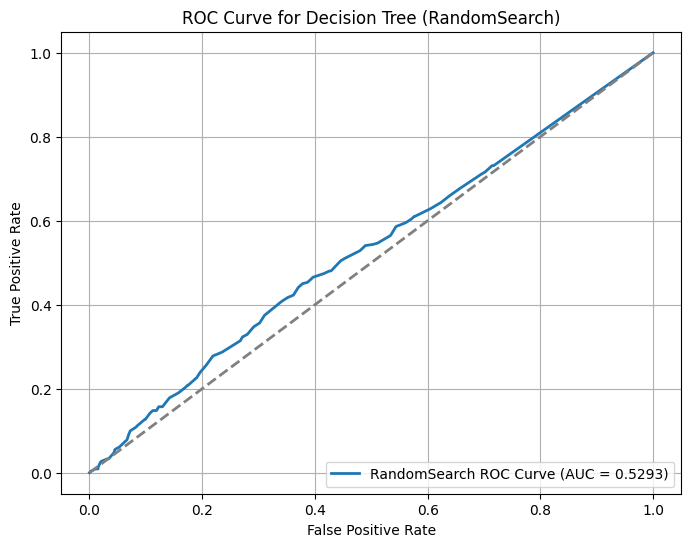 ROC Curve for Decision Tree (RandomSearch)
True Positive Rate
1.0
0.8
0.6
0.4
0.2
0.0
RandomSearch ROC Curve (AUC = 0.5293)
0.0 0.2 0.4 0.6 0.8 1.0
False Positive Rate